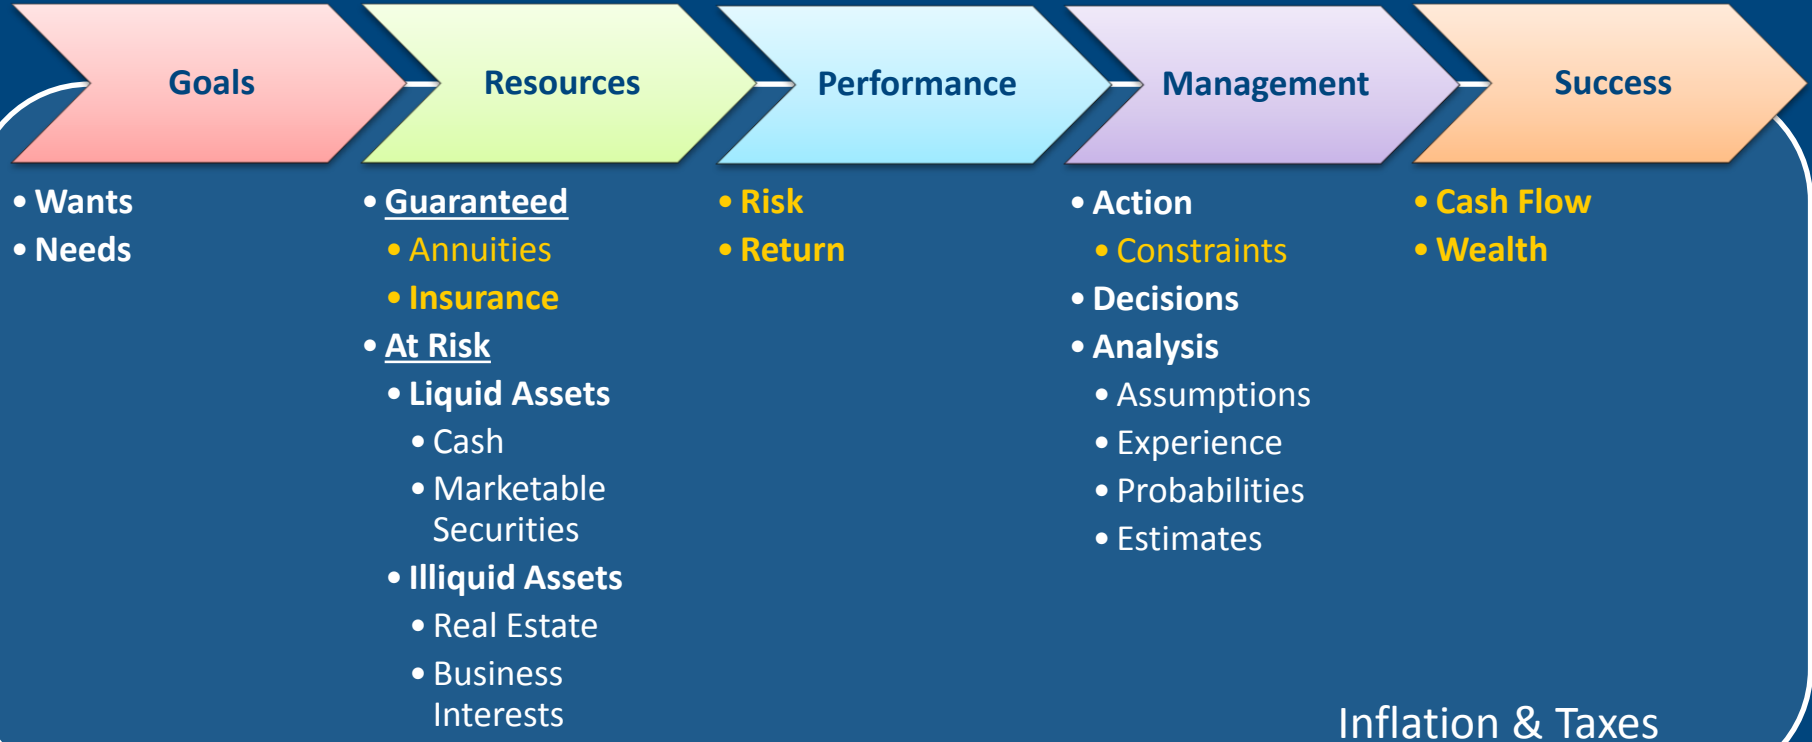 Goals
Resources
Performance
Management
Success
• Wants
• Needs
• Guaranteed
• Annuities
• Insurance
• At Risk
• Liquid Assets
• Cash
• Marketable
Securities
• Illiquid Assets
• Real Estate
• Business
Interests
• Risk
• Return
• Action
• Constraints
• Decisions
• Analysis
• Assumptions
• Experience
• Probabilities
• Estimates
• Cash Flow
• Wealth
Inflation & Taxes